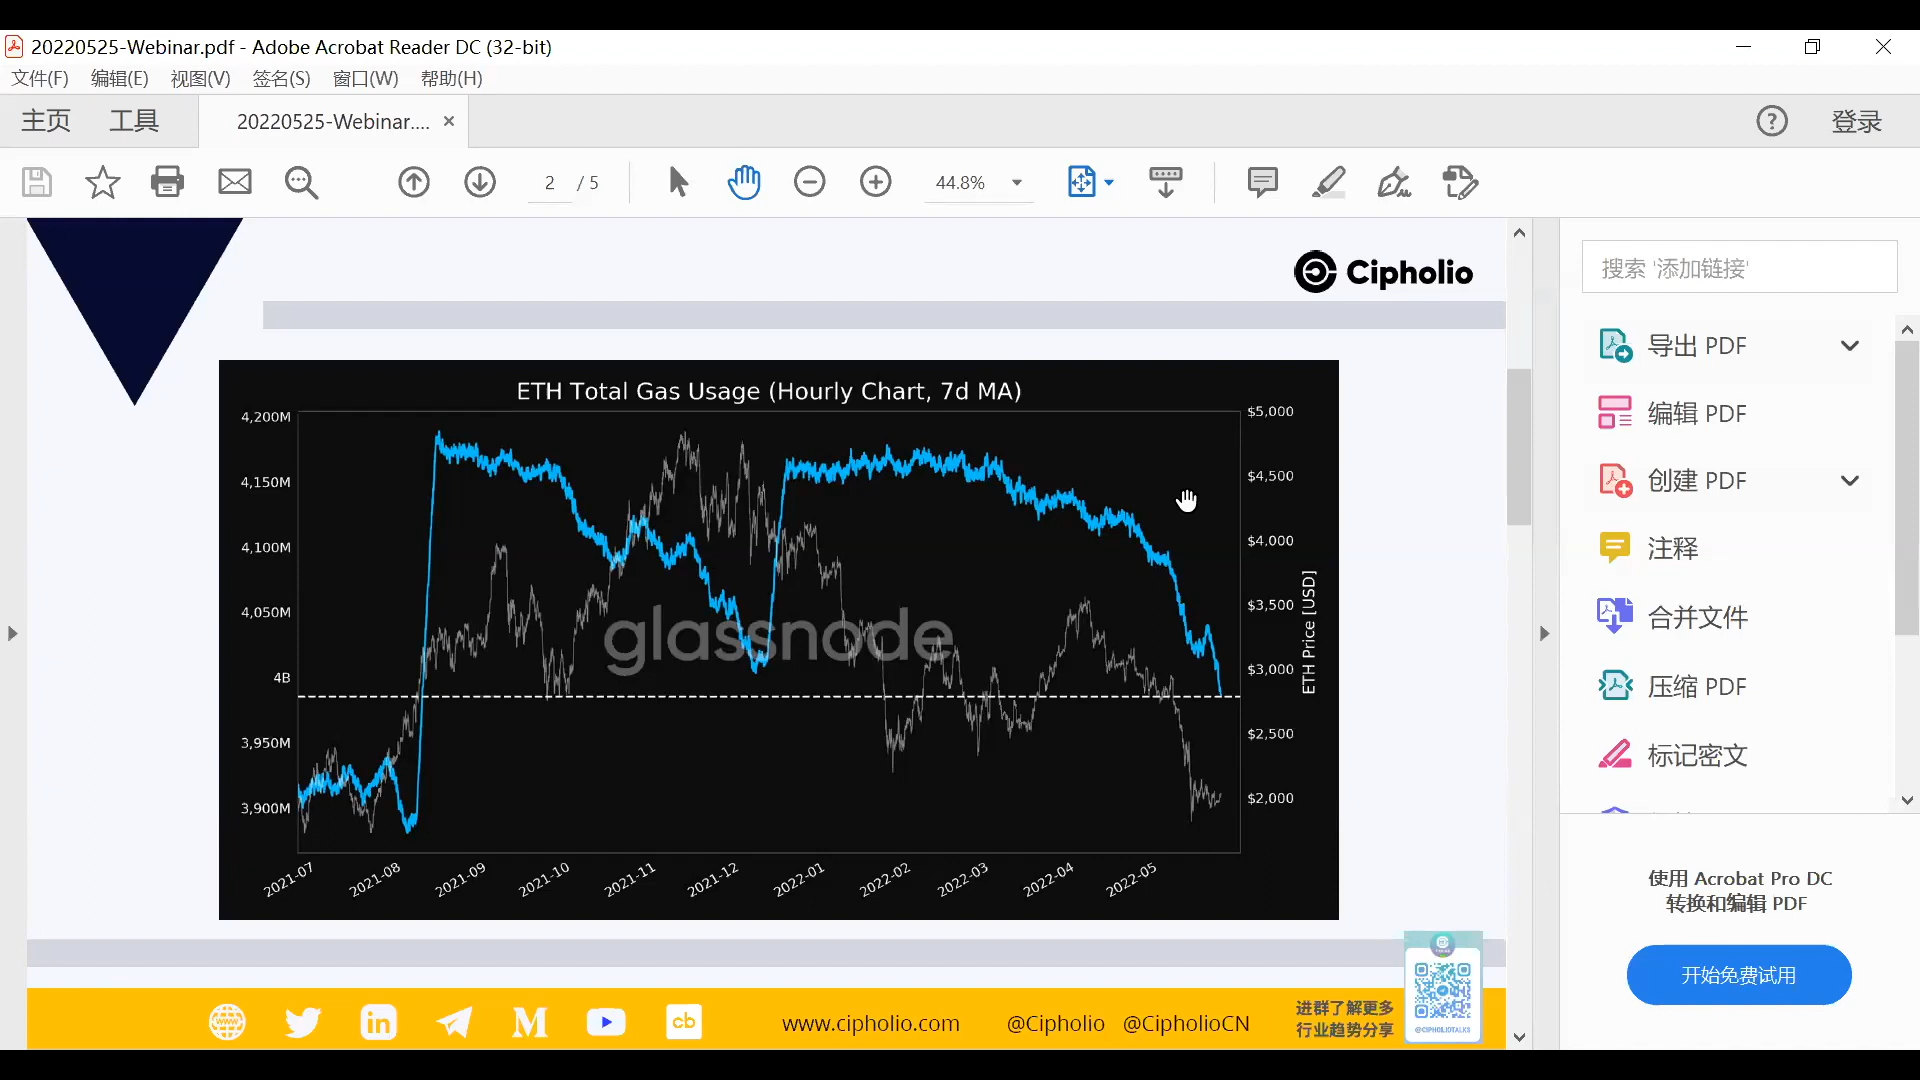 20220525-Webinar.pdf - Adobe Acrobat Reader DC (32-bit)
文件(F) 编辑(E) 视图(V) 签名(S) 窗口(W) 帮助(H)
主页 工具 20220525-Webinar.... × ? 登录
2 / 5 44.8%
Cipholio
搜索 '添加链接'
导出 PDF
编辑 PDF
创建 PDF
注释
合并文件
压缩 PDF
标记密文
使用 Acrobat Pro DC
转换和编辑 PDF
开始免费试用
ETH Total Gas Usage (Hourly Chart, 7d MA)
4,200M
4,150M
4,100M
4,050M
4B
3,950M
3,900M
$5,000
$4,500
$4,000
$3,500
$3,000
$2,500
$2,000
ETH Price [USD]
glassnode
2021-07 2021-08 2021-09 2021-10 2021-11 2021-12 2022-01 2022-02 2022-03 2022-04 2022-05
www.cipholio.com @Cipholio @CipholioCN
进群了解更多
行业趋势分享
@CIPHOLIOTALKS